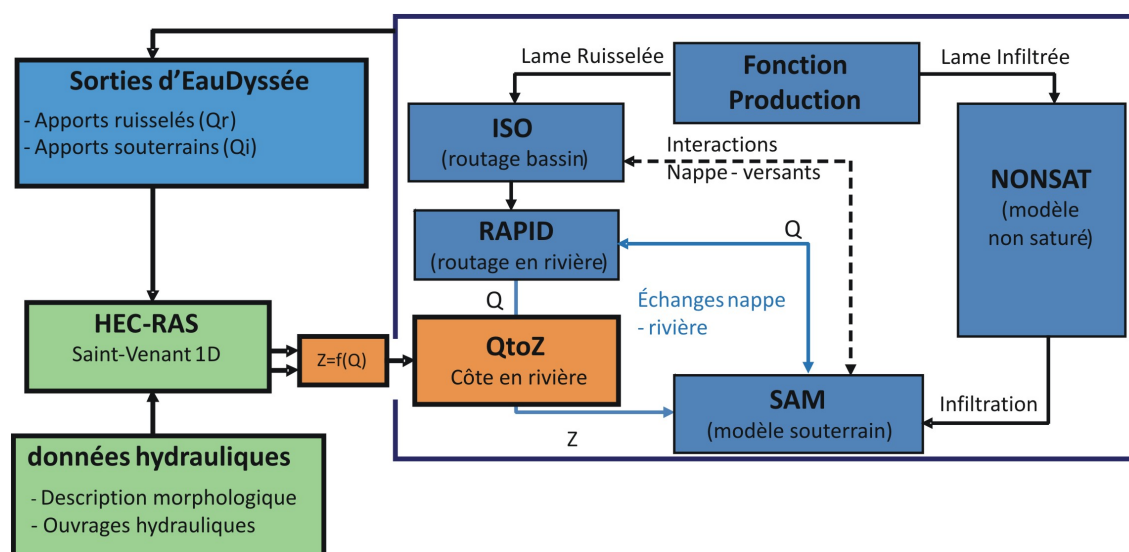 Sorties d'EauDyssée
- Apports ruisselés (Qr)
- Apports souterrains (Qi)
HEC-RAS
Saint-Venant 1D
données hydrauliques
- Description morphologique
- Ouvrages hydrauliques
Z=f(Q)
Lame Ruisselée
Fonction
Production
Lame Infiltrée
ISO
(routage bassin)
Interactions
Nappe - versants
NONSAT
(modèle
non saturé)
RAPID
(routage en rivière)
Q
Q
Échanges nappe
- rivière
QtoZ
Côte en rivière
SAM
(modèle souterrain)
Infiltration
Z